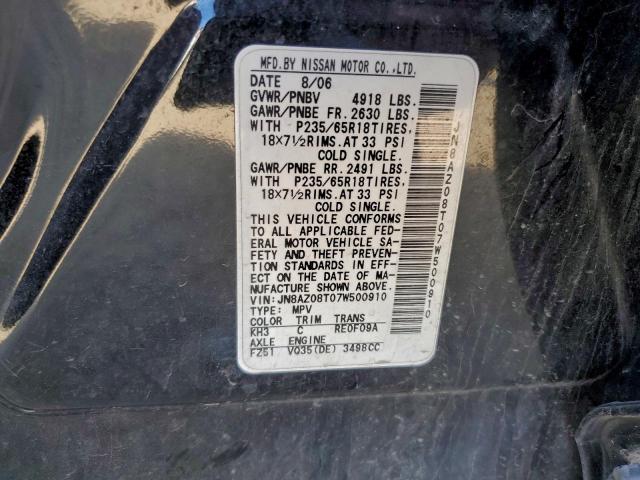 MFD.BY NISSAN MOTOR CO.,LTD.
DATE 8/06
GVWR/PNBV 4918 LBS.
GAWR/PNBE FR. 2630 LBS.
WITH P235/65R18TIRES,
18X7½RIMS.AT 33 PSI
COLD SINGLE.
GAWR/PNBE RR. 2491 LBS.
WITH P235/65R18TIRES,
18X7½RIMS.AT 33 PSI
COLD SINGLE.
THIS VEHICLE CONFORMS
TO ALL APPLICABLE FED-
ERAL MOTOR VEHICLE SA-
FETY AND THEFT PREVEN-
TION STANDARDS IN EFF-
ECT ON THE DATE OF MA-
NUFACTURE SHOWN ABOVE.
VIN:JN8AZ08T07W500910
TYPE: MPV
COLOR TRIM TRANS
KH3 C RE0F09A
AXLE ENGINE
FZ51 VQ35(DE) 3498CC
JN8AZ08T07W500910